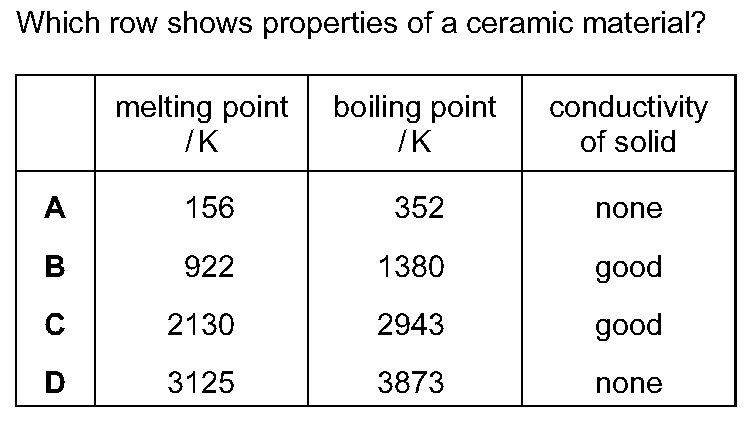 Which row shows properties of a ceramic material?
melting point / K boiling point / K conductivity of solid
A 156 352 none
B 922 1380 good
C 2130 2943 good
D 3125 3873 none